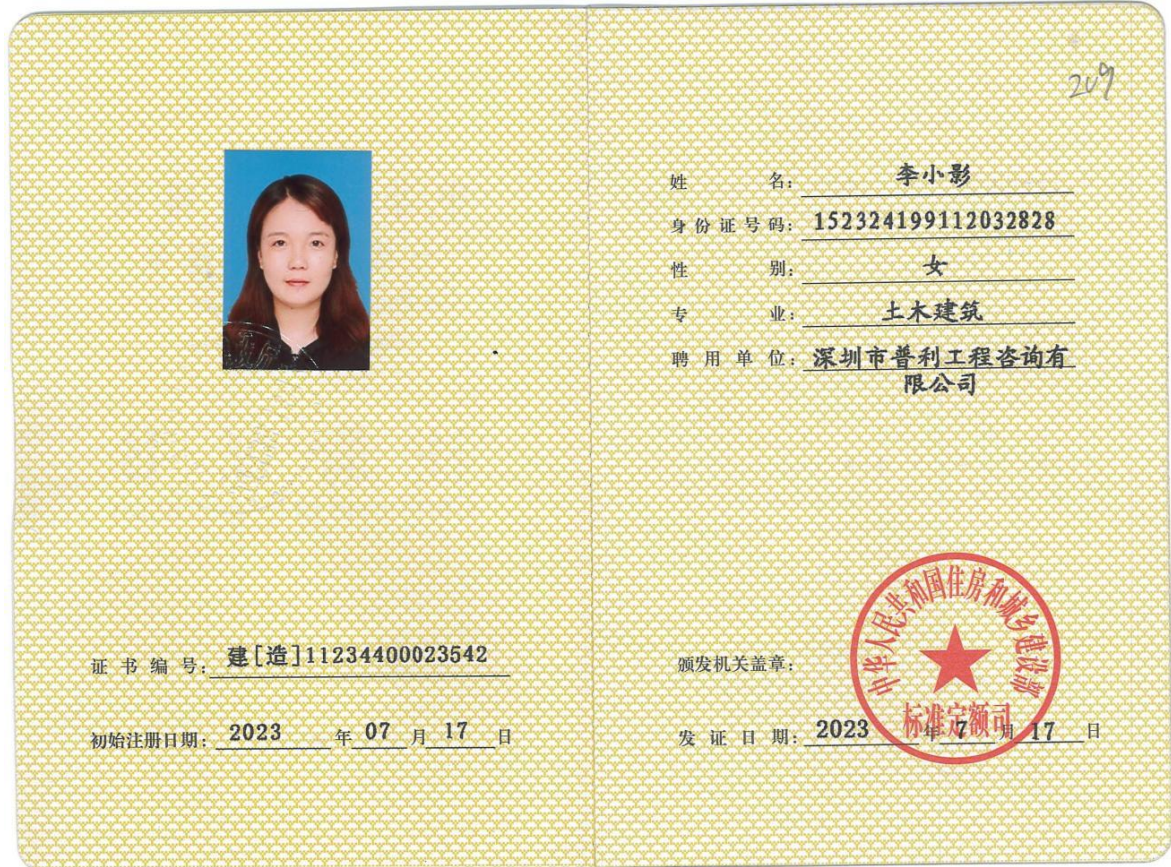 209
姓 名： 李小影
身份证号码： 152324199112032828
性 别： 女
专 业： 土木建筑
聘用单位： 深圳市普利工程咨询有
限公司
证书编号： 建[造]11234400023542
初始注册日期： 2023 年 07 月 17 日
颁发机关盖章：
中华人民共和国住房和城乡建设部
标准定额司
发证日期： 2023 年 7 月 17 日